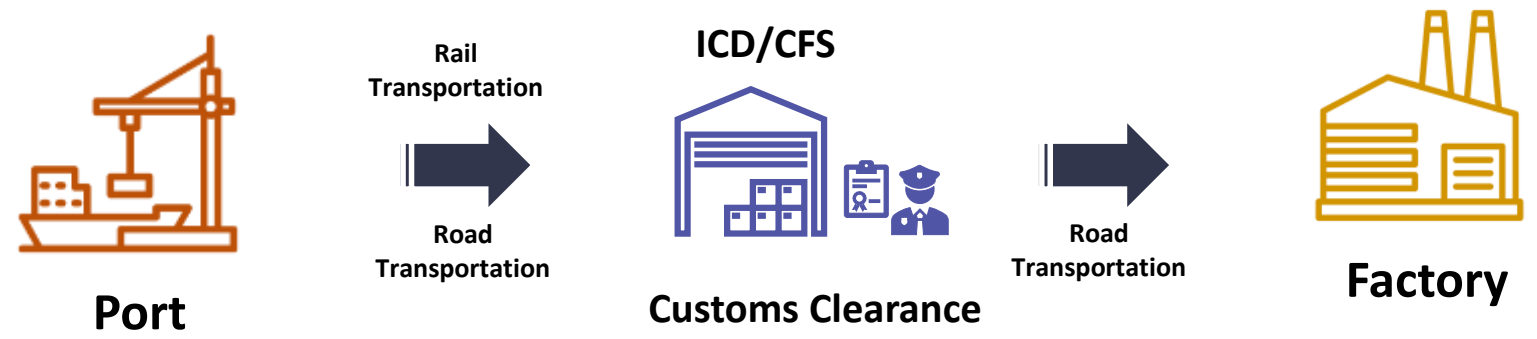 Port
Rail
Transportation
Road
Transportation
ICD/CFS
Customs Clearance
Road
Transportation
Factory